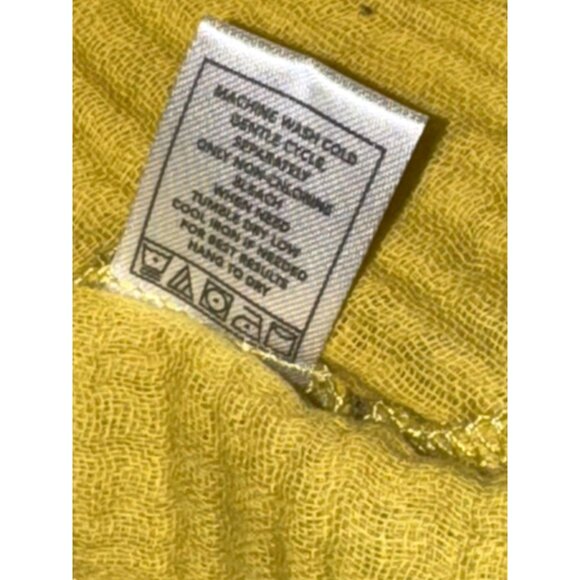 MACHINE WASH COLD
GENTLE CYCLE,
SEPARATELY
ONLY NON-CHLORINE
BLEACH
WHEN NEED
TUMBLE DRY LOW
COOL IRON IF NEEDED
FOR BEST RESULTS
HANG TO DRY